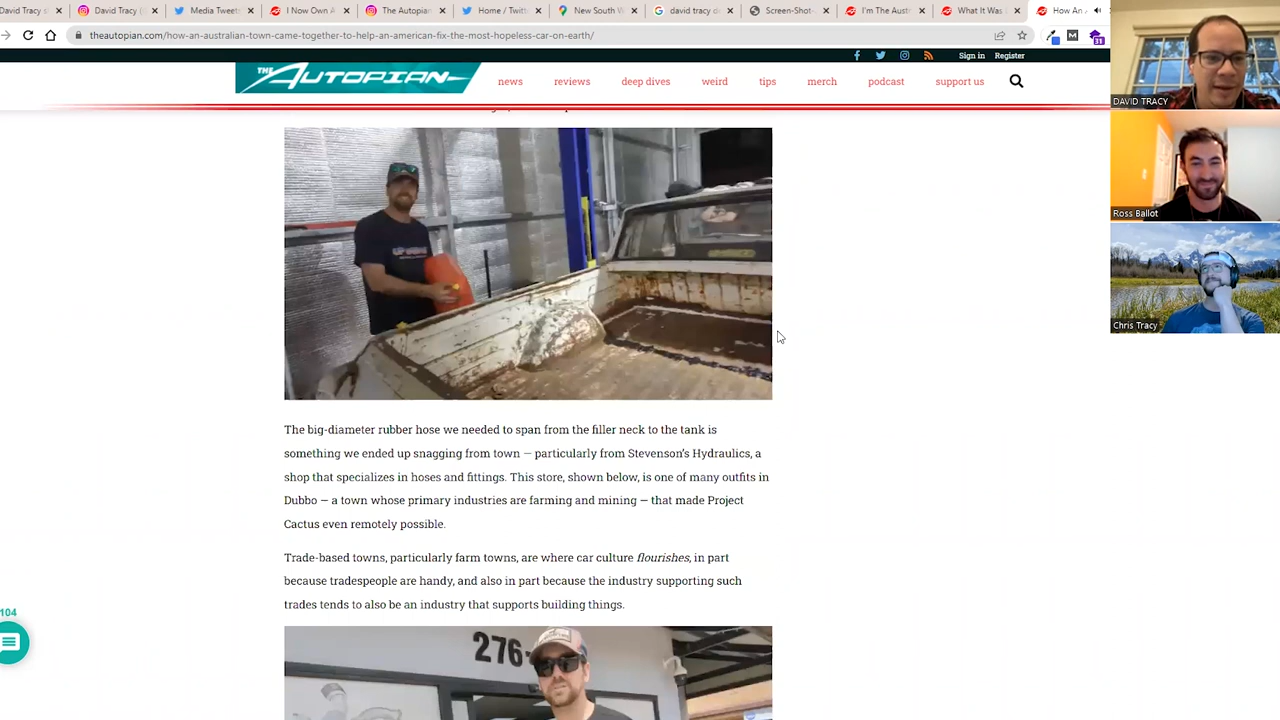 David Tracy s
David Tracy (
Media Tweets
I Now Own A
The Autopian
Home / Twitt
New South W
david tracy d
Screen-Shot-
I'm The Aust
What It Was
How An
theautopian.com/how-an-australian-town-came-together-to-help-an-american-fix-the-most-hopeless-car-on-earth/
31
Sign in Register
THE AUTOPIAN
news reviews deep dives weird tips merch podcast support us
DAVID TRACY
Ross Ballot
Chris Tracy
The big-diameter rubber hose we needed to span from the filler neck to the tank is
something we ended up snagging from town — particularly from Stevenson's Hydraulics, a
shop that specializes in hoses and fittings. This store, shown below, is one of many outfits in
Dubbo — a town whose primary industries are farming and mining — that made Project
Cactus even remotely possible.
Trade-based towns, particularly farm towns, are where car culture flourishes, in part
because tradespeople are handy, and also in part because the industry supporting such
trades tends to also be an industry that supports building things.
104
276-